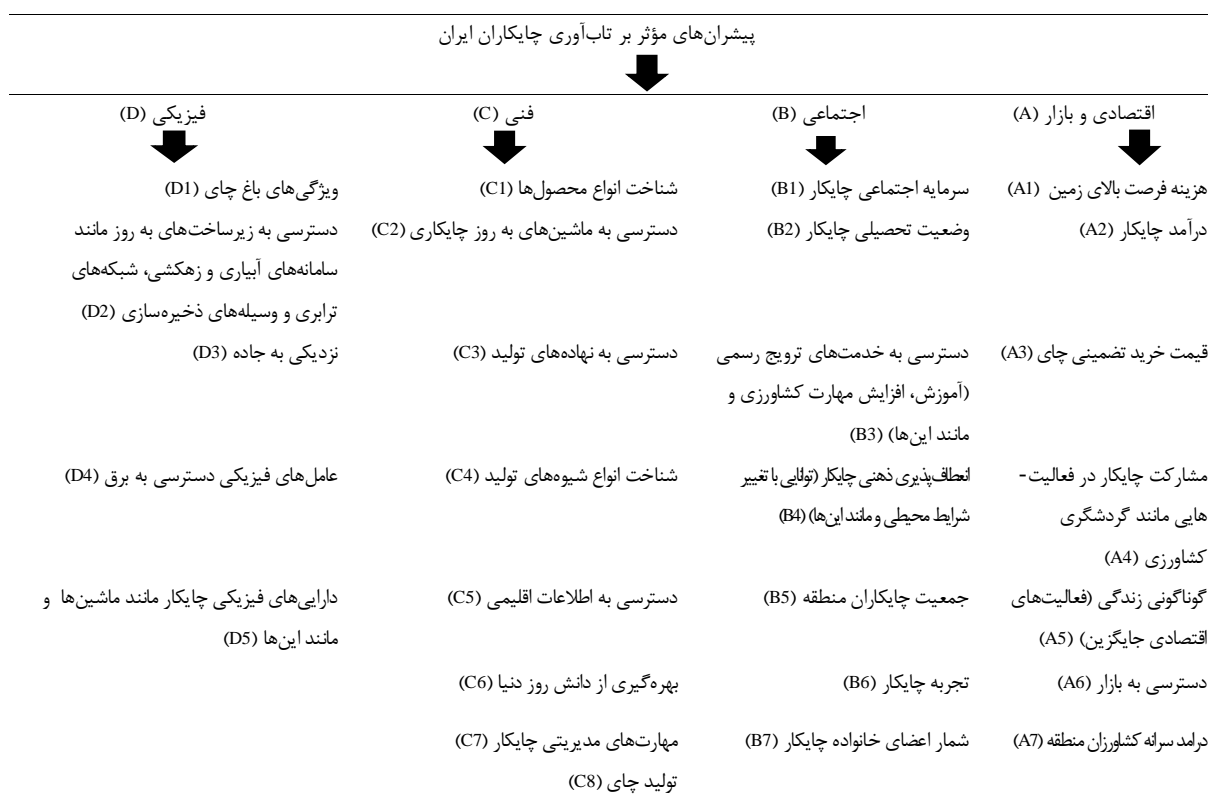 پیشران‌های مؤثر بر تاب‌آوری چایکاران ایران
اقتصادی و بازار (A)
اجتماعی (B)
فنی (C)
فیزیکی (D)
هزینه فرصت بالای زمین (A1)
سرمایه اجتماعی چایکار (B1)
شناخت انواع محصول‌ها (C1)
ویژگی‌های باغ چای (D1)
درآمد چایکار (A2)
وضعیت تحصیلی چایکار (B2)
دسترسی به ماشین‌های به روز چایکاری (C2)
دسترسی به زیرساخت‌های به روز مانند
سامانه‌های آبیاری و زهکشی، شبکه‌های
ترابری و وسیله‌های ذخیره‌سازی (D2)
قیمت خرید تضمینی چای (A3)
دسترسی به خدمت‌های ترویج رسمی
(آموزش، افزایش مهارت کشاورزی و
مانند این‌ها) (B3)
دسترسی به نهاده‌های تولید (C3)
نزدیکی به جاده (D3)
مشارکت چایکار در فعالیت-
هایی مانند گردشگری
کشاورزی (A4)
انعطاف‌پذیری ذهنی چایکار (توانایی با تغییر
شرایط محیطی و مانند این‌ها) (B4)
شناخت انواع شیوه‌های تولید (C4)
عامل‌های فیزیکی دسترسی به برق (D4)
گوناگونی زندگی (فعالیت‌های
اقتصادی جایگزین) (A5)
جمعیت چایکاران منطقه (B5)
دسترسی به اطلاعات اقلیمی (C5)
دارایی‌های فیزیکی چایکار مانند ماشین‌ها و
مانند این‌ها (D5)
دسترسی به بازار (A6)
تجربه چایکار (B6)
بهره‌گیری از دانش روز دنیا (C6)
درامد سرانه کشاورزان منطقه (A7)
شمار اعضای خانواده چایکار (B7)
مهارت‌های مدیریتی چایکار (C7)
تولید چای (C8)